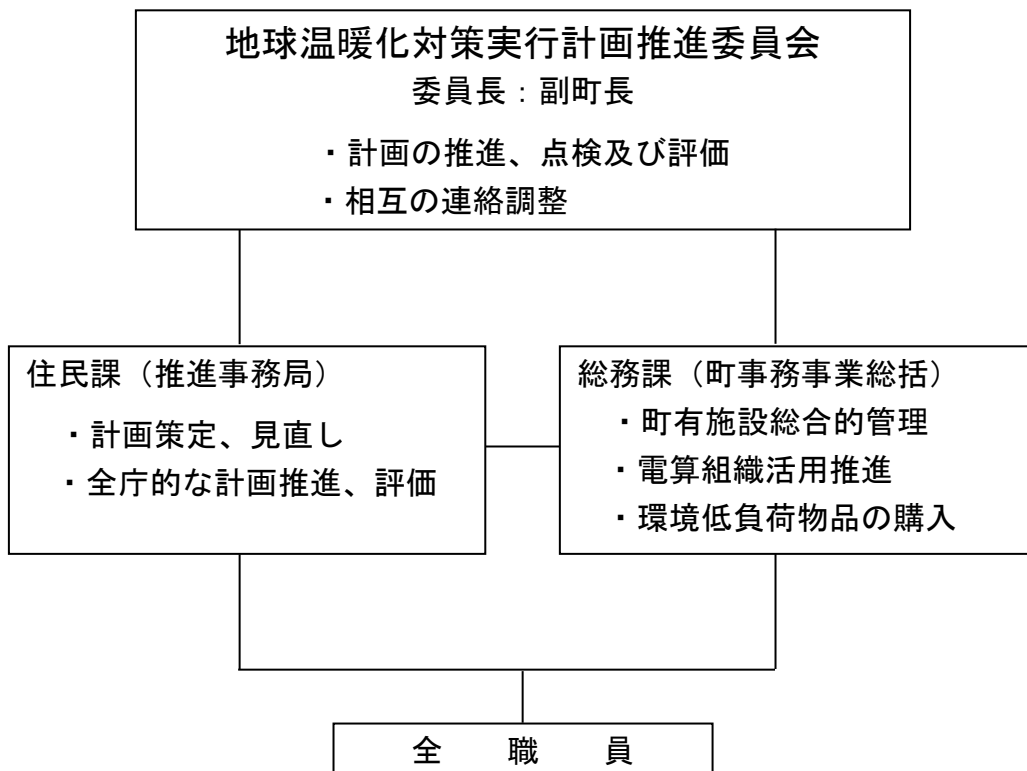 地球温暖化対策実行計画推進委員会
委員長：副町長
・計画の推進、点検及び評価
・相互の連絡調整
住民課（推進事務局）
・計画策定、見直し
・全庁的な計画推進、評価
総務課（町事務事業総括）
・町有施設総合的管理
・電算組織活用推進
・環境低負荷物品の購入
全　職　員